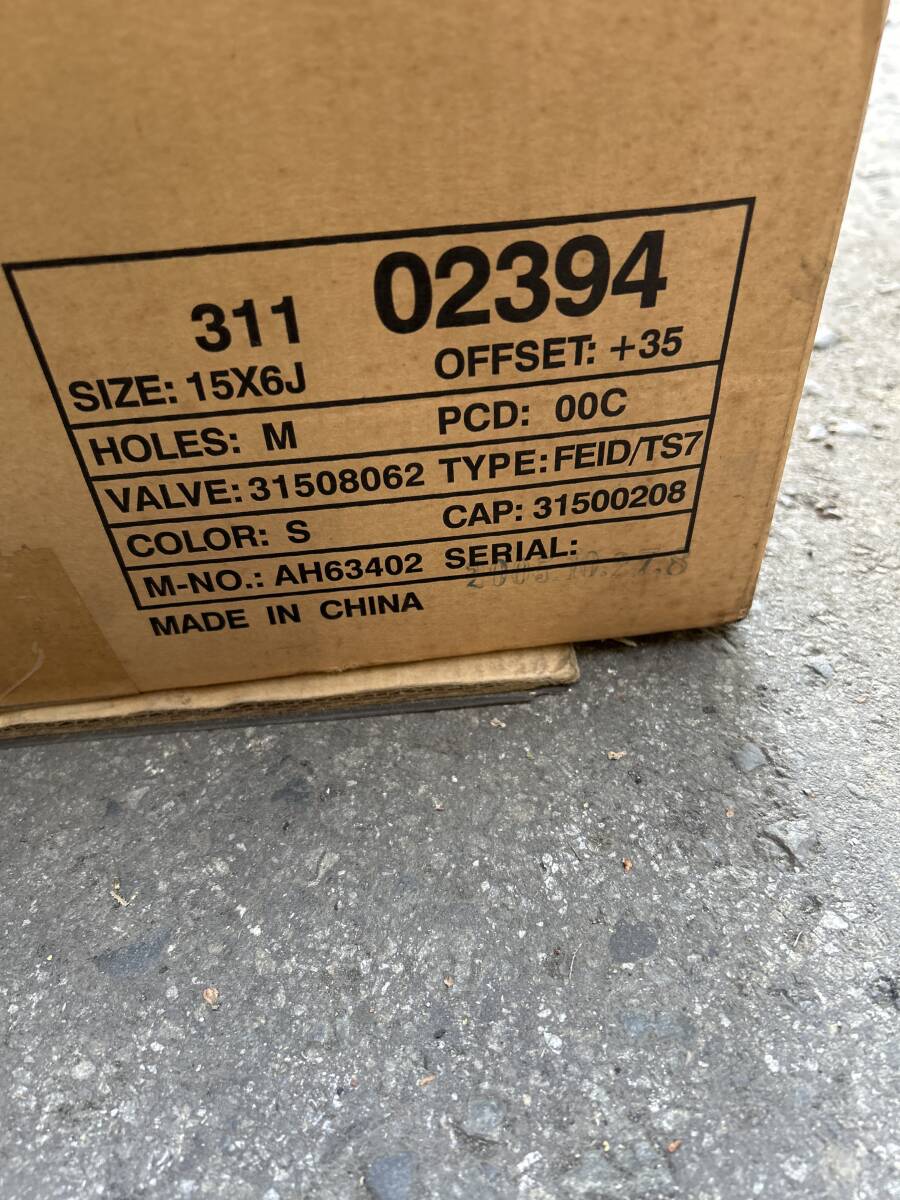 311 02394
SIZE: 15X6J OFFSET: +35
HOLES: M PCD: 00C
VALVE: 31508062 TYPE: FEID/TS7
COLOR: S CAP: 31500208
M-NO.: AH63402 SERIAL:
MADE IN CHINA